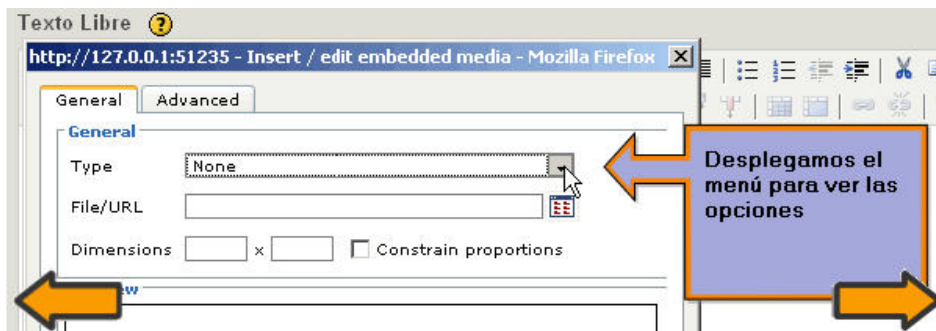 Texto Libre ?
http://127.0.0.1:51235 - Insert / edit embedded media - Mozilla Firefox
General Advanced
General
Type None
File/URL
Dimensions x Constrain proportions
Desplegamos el
menú para ver las
opciones